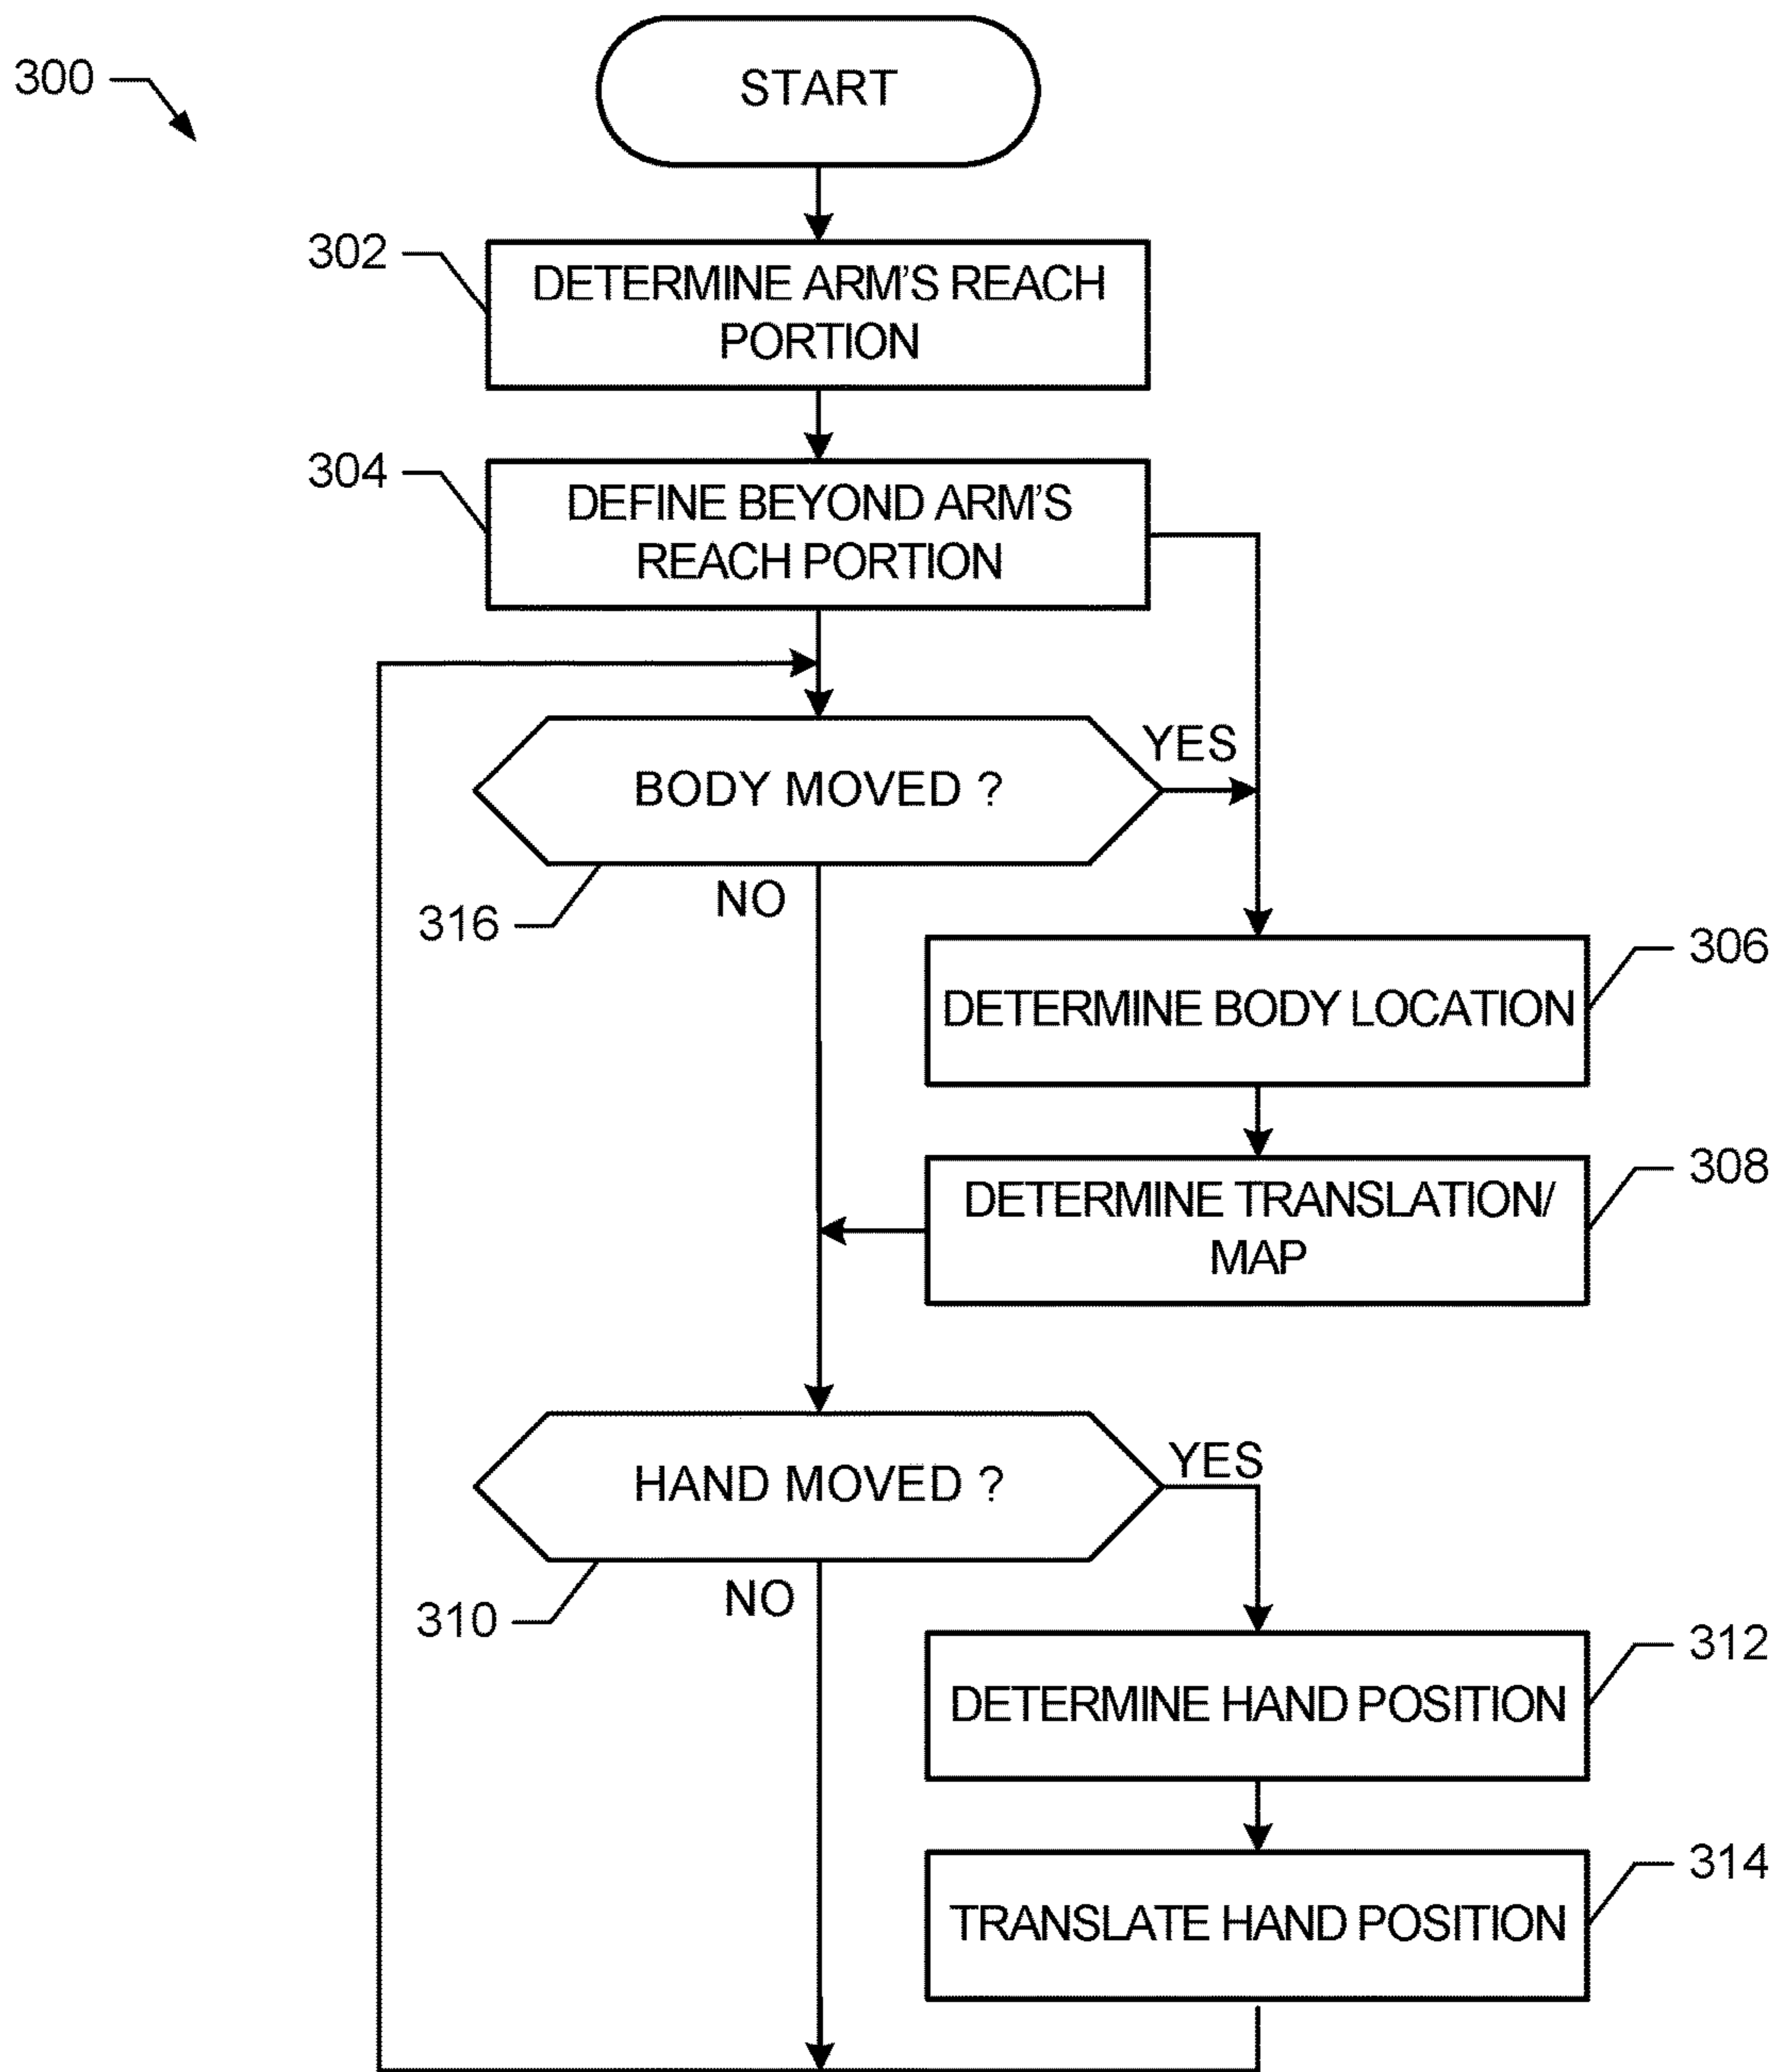 300
START
302
DETERMINE ARM'S REACH
PORTION
304
DEFINE BEYOND ARM'S
REACH PORTION
YES
BODY MOVED ?
NO
316
306
DETERMINE BODY LOCATION
308
DETERMINE TRANSLATION/
MAP
YES
HAND MOVED ?
NO
310
312
DETERMINE HAND POSITION
314
TRANSLATE HAND POSITION